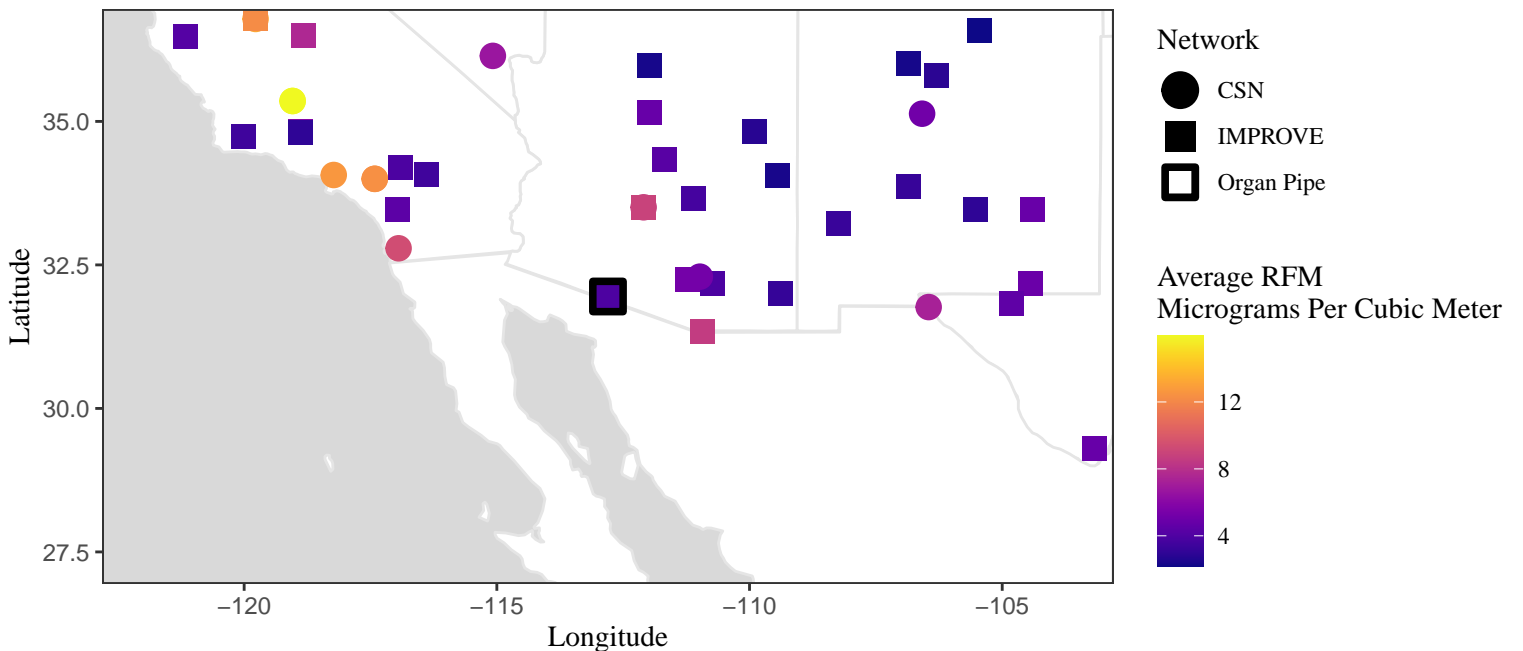 35.0
32.5
30.0
27.5
Latitude
−120
−115
−110
−105
Longitude
Network
CSN
IMPROVE
Organ Pipe
Average RFM
Micrograms Per Cubic Meter
12
8
4